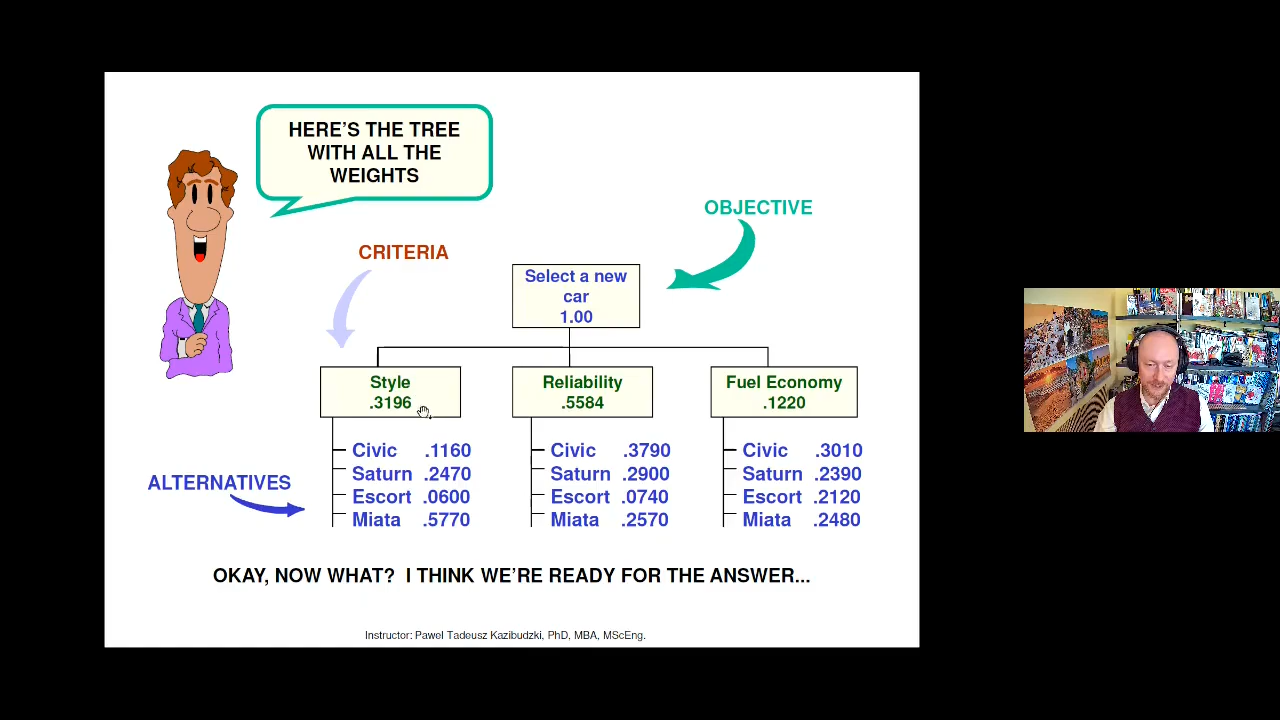 HERE'S THE TREE
WITH ALL THE
WEIGHTS
OBJECTIVE
CRITERIA
Select a new
car
1.00
Style
.3196
Reliability
.5584
Fuel Economy
.1220
ALTERNATIVES
Civic .1160
Saturn .2470
Escort .0600
Miata .5770
Civic .3790
Saturn .2900
Escort .0740
Miata .2570
Civic .3010
Saturn .2390
Escort .2120
Miata .2480
OKAY, NOW WHAT? I THINK WE'RE READY FOR THE ANSWER...
Instructor: Paweł Tadeusz Kazibudzki, PhD, MBA, MScEng.